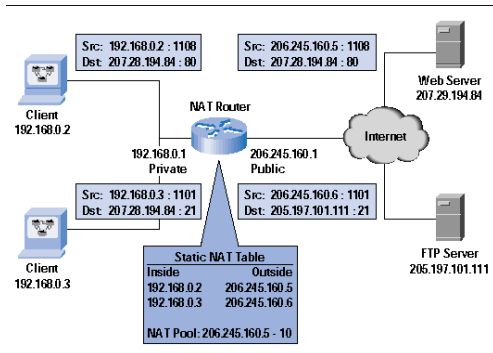 Src: 192.168.0.2 : 1108
Dst: 207.28.194.84 : 80
Src: 206.245.160.5 : 1108
Dst: 207.28.194.84 : 80
Client
192.168.0.2
NAT Router
Web Server
207.29.194.84
Internet
192.168.0.1
Private
206.245.160.1
Public
Src: 192.168.0.3 : 1101
Dst: 207.28.194.84 : 21
Src: 206.245.160.6 : 1101
Dst: 205.197.101.111 : 21
Client
192.168.0.3
FTP Server
205.197.101.111
Static NAT Table
Inside Outside
192.168.0.2 206.245.160.5
192.168.0.3 206.245.160.6
NAT Pool: 206.245.160.5 - 10